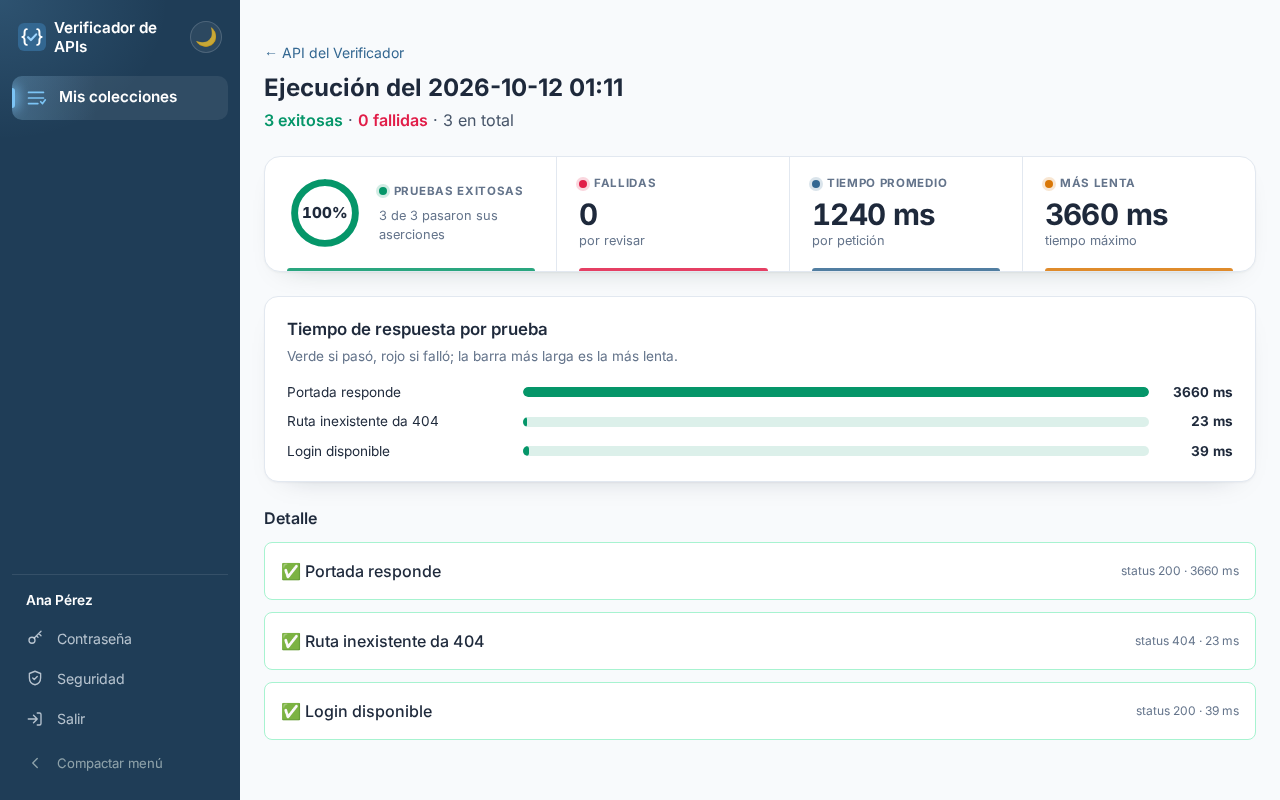 Verificador de
APIs
Mis colecciones
Ana Pérez
Contraseña
Seguridad
Salir
Compactar menú
← API del Verificador
Ejecución del 2026-10-12 01:11
3 exitosas · 0 fallidas · 3 en total
100%
PRUEBAS EXITOSAS
3 de 3 pasaron sus
aserciones
FALLIDAS
0
por revisar
TIEMPO PROMEDIO
1240 ms
por petición
MÁS LENTA
3660 ms
tiempo máximo
Tiempo de respuesta por prueba
Verde si pasó, rojo si falló; la barra más larga es la más lenta.
Portada responde 3660 ms
Ruta inexistente da 404 23 ms
Login disponible 39 ms
Detalle
✅ Portada responde status 200 · 3660 ms
✅ Ruta inexistente da 404 status 404 · 23 ms
✅ Login disponible status 200 · 39 ms